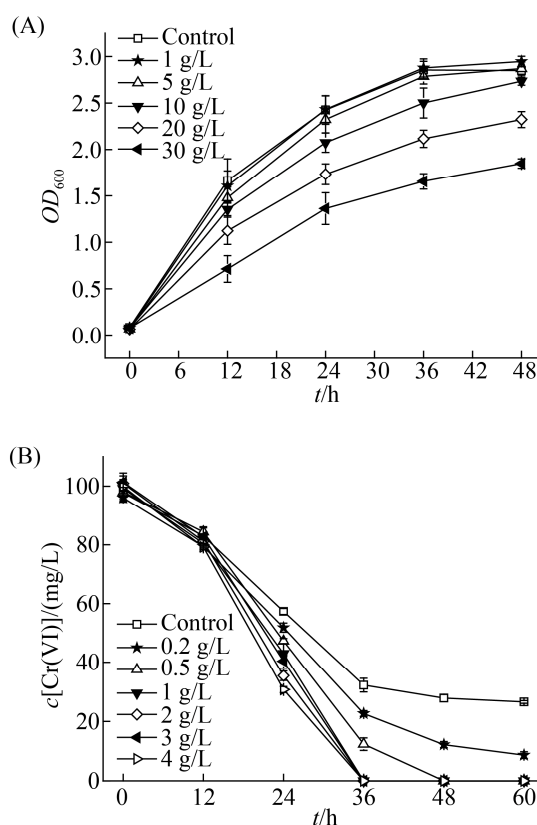 (A)
Control
1 g/L
5 g/L
10 g/L
20 g/L
30 g/L
3.0
2.5
2.0
1.5
1.0
0.5
0.0
OD600
0 6 12 18 24 30 36 42 48
t/h
(B)
100
80
60
40
20
0
c[Cr(VI)]/(mg/L)
Control
0.2 g/L
0.5 g/L
1 g/L
2 g/L
3 g/L
4 g/L
0 12 24 36 48 60
t/h